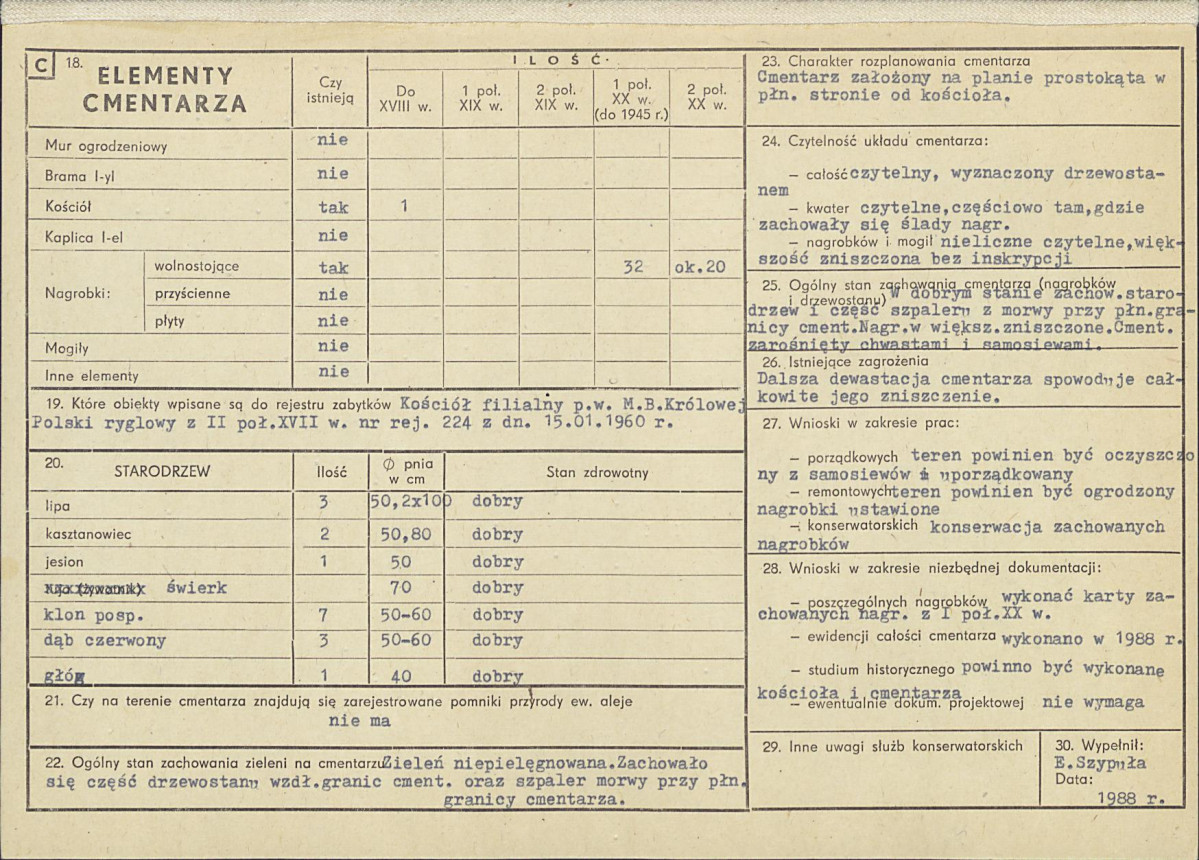 C 18. ELEMENTY CMENTARZA
Czy istnieją
I L O Ś Ć
Do XVIII w.
1 poł. XIX w.
2 poł. XIX w.
1 poł. XX w. (do 1945 r.)
2 poł. XX w.
Mur ogrodzeniowy nie
Brama I-yl nie
Kościół tak 1
Kaplica I-el nie
Nagrobki:
wolnostojące tak 32 ok.20
przyścienne nie
płyty nie
Mogiły nie
Inne elementy nie
19. Które obiekty wpisane są do rejestru zabytków Kościół filialny p.w. M.B.Królowej
Polski ryglowy z II poł.XVII w. nr rej. 224 z dn. 15.01.1960 r.
20. STARODRZEW Ilość Ø pnia w cm Stan zdrowotny
lipa 3 50,2x100 dobry
kasztanowiec 2 50,80 dobry
jesion 1 50 dobry
świerk 70 dobry
klon posp. 7 50-60 dobry
dąb czerwony 3 50-60 dobry
głóg 1 40 dobry
21. Czy na terenie cmentarza znajdują się zarejestrowane pomniki przyrody ew. aleje
nie ma
22. Ogólny stan zachowania zieleni na cmentarzu Zieleń niepielęgnowana.Zachowało
się część drzewostanu wzdł.granic cment. oraz szpaler morwy przy płn.
granicy cmentarza.
23. Charakter rozplanowania cmentarza
Cmentarz założony na planie prostokąta w
płn. stronie od kościoła.
24. Czytelność układu cmentarza:
— całość czytelny, wyznaczony drzewosta-
nem
— kwater czytelne,częściowo tam,gdzie
zachowały się ślady nagr.
— nagrobków i mogił nieliczne czytelne,więk-
szość zniszczona bez inskrypcji
25. Ogólny stan zachowania cmentarza (nagrobków
i drzewostanu) W dobrym stanie zachow.staro-
drzew i część szpaleru z morwy przy płn.gra-
nicy cment.Nagr.w większ.zniszczone.Cment.
zarośnięty chwastami i samosiewami.
26. Istniejące zagrożenia
Dalsza dewastacja cmentarza spowoduje cał-
kowite jego zniszczenie.
27. Wnioski w zakresie prac:
— porządkowych teren powinien być oczyszczo
ny z samosiewów i uporządkowany
— remontowych teren powinien być ogrodzony
nagrobki ustawione
— konserwatorskich konserwacja zachowanych
nagrobków
28. Wnioski w zakresie niezbędnej dokumentacji:
— poszczególnych nagrobków wykonać karty za-
chowanych nagr. z I poł.XX w.
— ewidencji całości cmentarza wykonano w 1988 r.
— studium historycznego powinno być wykonane
kościoła i cmentarza
— ewentualnie dokum. projektowej nie wymaga
29. Inne uwagi służb konserwatorskich
30. Wypełnił:
E.Szypuła
Data:
1988 r.